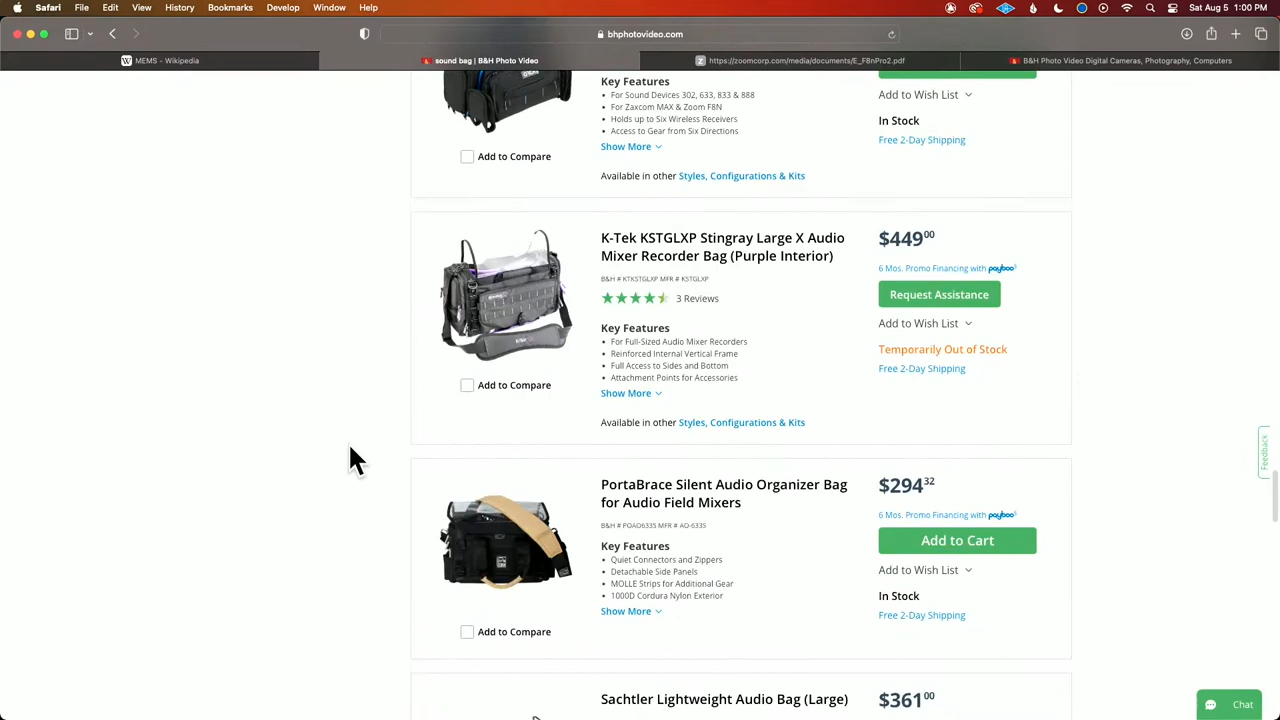 Safari File Edit View History Bookmarks Window Help Sat Aug 5 1:00 PM
bhphotovideo.com
MEMS - Wikipedia
sound bag | B&H Photo Video
https://zoomcorp.com/media/documents/E_F8nPro2.pdf
B&H Photo Video Digital Cameras, Photography, Computers
Key Features
For Sound Devices 302, 633, 833 & 888
For Zaxcom MAX & Zoom F8N
Holds up to Six Wireless Receivers
Access to Gear from Six Directions
Show More
Available in other Styles, Configurations & Kits
Add to Compare
Add to Wish List
In Stock
Free 2-Day Shipping
K-Tek KSTGLXP Stingray Large X Audio
Mixer Recorder Bag (Purple Interior)
B&H # KTKSTGLXP MFR # KSTGLXP
3 Reviews
Key Features
For Full-Sized Audio Mixer Recorders
Reinforced Internal Vertical Frame
Full Access to Sides and Bottom
Attachment Points for Accessories
Show More
Available in other Styles, Configurations & Kits
Add to Compare
$449 00
6 Mos. Promo Financing with payboo
Request Assistance
Add to Wish List
Temporarily Out of Stock
Free 2-Day Shipping
PortaBrace Silent Audio Organizer Bag
for Audio Field Mixers
B&H # POAO633S MFR # AO-633S
Key Features
Quiet Connectors and Zippers
Detachable Side Panels
MOLLE Strips for Additional Gear
1000D Cordura Nylon Exterior
Show More
Add to Compare
$294 32
6 Mos. Promo Financing with payboo
Add to Cart
Add to Wish List
In Stock
Free 2-Day Shipping
Sachtler Lightweight Audio Bag (Large)
$361 00
Feedback
Chat